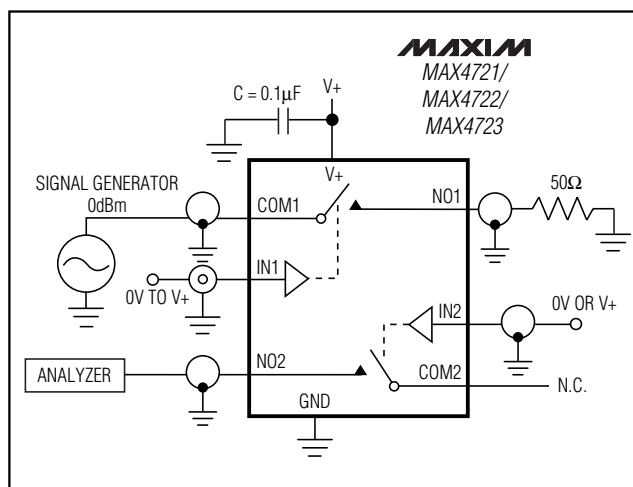 MAXIM
MAX4721/
MAX4722/
MAX4723
C = 0.1µF
V+
V+
SIGNAL GENERATOR
0dBm
COM1
NO1
50Ω
IN1
0V TO V+
IN2
0V OR V+
ANALYZER
NO2
COM2
N.C.
GND